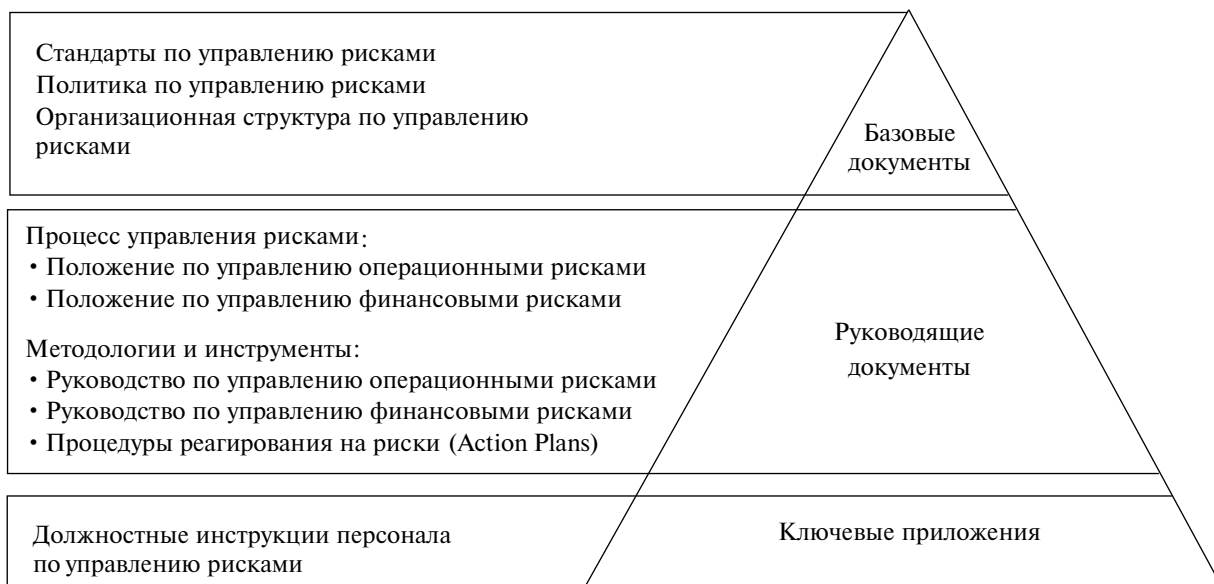 Стандарты по управлению рисками
Политика по управлению рисками
Организационная структура по управлению
рисками
Базовые
документы
Процесс управления рисками:
• Положение по управлению операционными рисками
• Положение по управлению финансовыми рисками
Методологии и инструменты:
• Руководство по управлению операционными рисками
• Руководство по управлению финансовыми рисками
• Процедуры реагирования на риски (Action Plans)
Руководящие
документы
Должностные инструкции персонала
по управлению рисками
Ключевые приложения